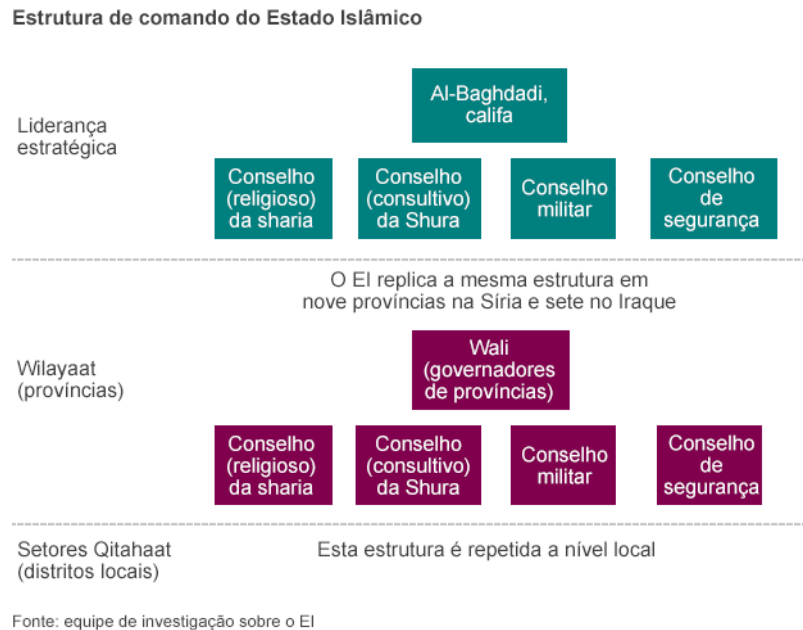 Estrutura de comando do Estado Islâmico
Al-Baghdadi,
califa
Liderança
estratégica
Conselho
(religioso)
da sharia
Conselho
(consultivo)
da Shura
Conselho
militar
Conselho
de
segurança
O EI replica a mesma estrutura em
nove províncias na Síria e sete no Iraque
Wali
(governadores
de províncias)
Wilayaat
(províncias)
Conselho
(religioso)
da sharia
Conselho
(consultivo)
da Shura
Conselho
militar
Conselho
de
segurança
Setores Qitahaat
(distritos locais)
Esta estrutura é repetida a nível local
Fonte: equipe de investigação sobre o EI